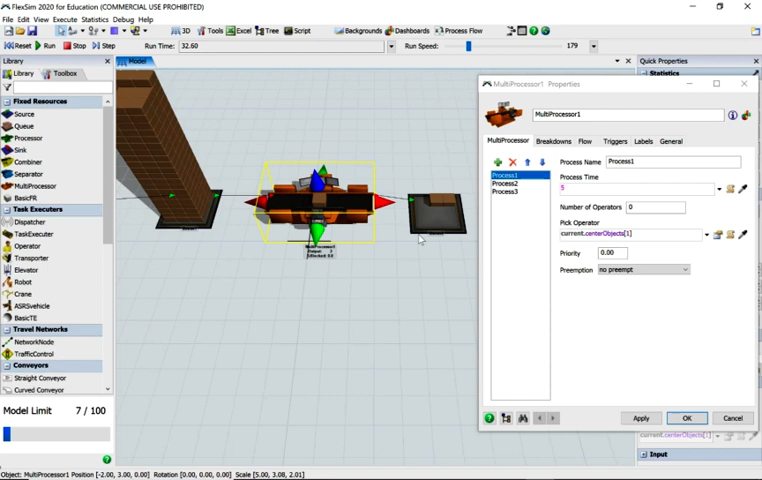 FlexSim 2020 for Education (COMMERCIAL USE PROHIBITED)
File Edit View Execute Statistics Debug Help
3D Tools Excel Tree Script Backgrounds Dashboards Process Flow
Reset Run Stop Step Run Time: 32.60 Run Speed: 179
Library
Library Toolbox
Fixed Resources
Source
Queue
Processor
Sink
Combiner
Separator
MultiProcessor
BasicFR
Task Executers
Dispatcher
TaskExecuter
Operator
Transporter
Elevator
Robot
Crane
ASRSvehicle
BasicTE
Travel Networks
NetworkNode
TrafficControl
Conveyors
Straight Conveyor
Curved Conveyor
Model Limit 7 / 100
Model
MultiProcessor1
Quick Properties
Statistics
MultiProcessor1 Properties
MultiProcessor1
MultiProcessor Breakdowns Flow Triggers Labels General
Process1
Process2
Process3
Process Name Process1
Process Time
5
Number of Operators 0
Pick Operator
current.centerObjects[1]
Priority 0.00
Preemption no preempt
Apply OK Cancel
current.centerObjects[1]
Input
Object: MultiProcessor1 Position [-2.00, 3.00, 0.00] Rotation [0.00, 0.00, 0.00] Scale [5.00, 3.08, 2.01]